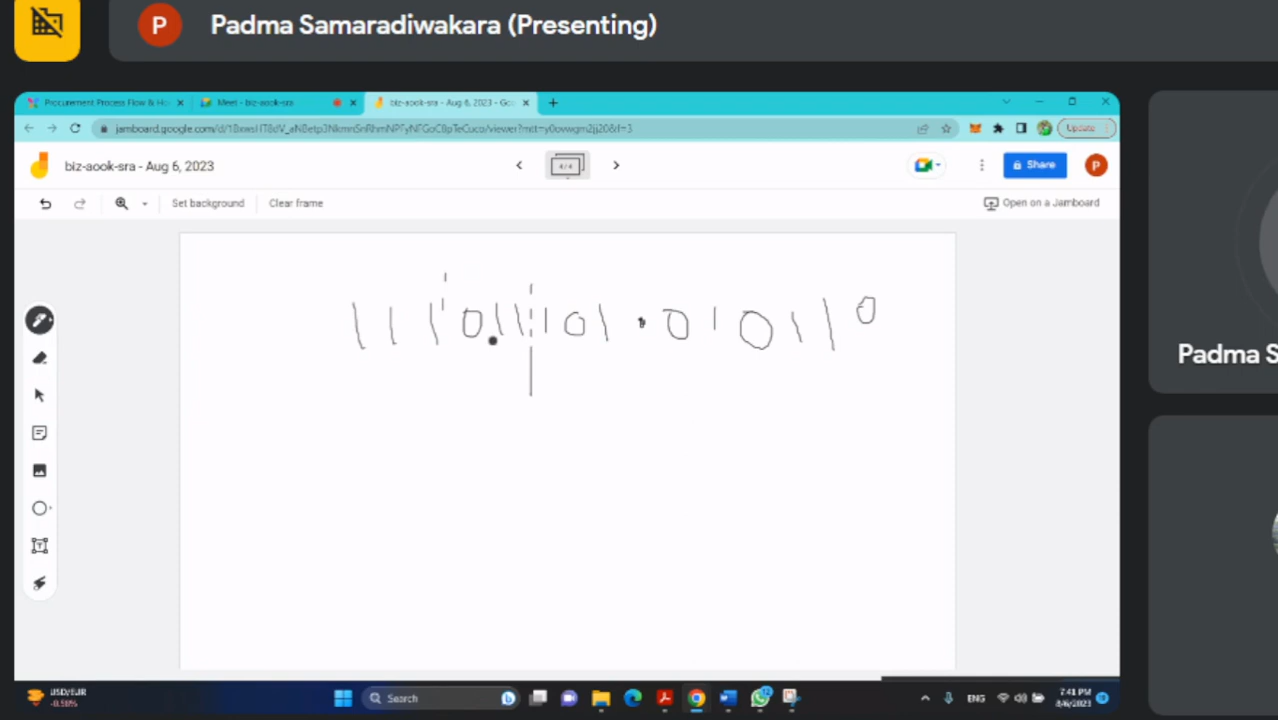 P Padma Samaradiwakara (Presenting)
Procurement Process Flow & Ho
Meet - biz-aook-sra
biz-aook-sra - Aug 6, 2023 - Go
Update
biz-aook-sra - Aug 6, 2023
4/4
Share
P
Set background
Clear frame
Open on a Jamboard
111011101.010110
Padma S
USD/EUR
Search
ENG
7:41 PM
8/6/2023